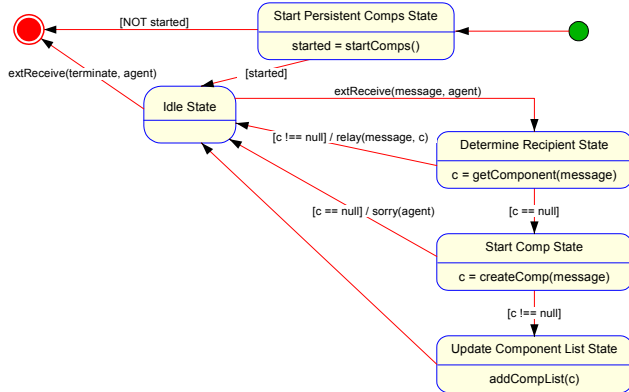 Start Persistent Comps State
[NOT started]
started = startComps()
extReceive(terminate, agent)
[started]
extReceive(message, agent)
Idle State
[c !== null] / relay(message, c)
Determine Recipient State
c = getComponent(message)
[c == null] / sorry(agent)
[c == null]
Start Comp State
c = createComp(message)
[c !== null]
Update Component List State
addCompList(c)